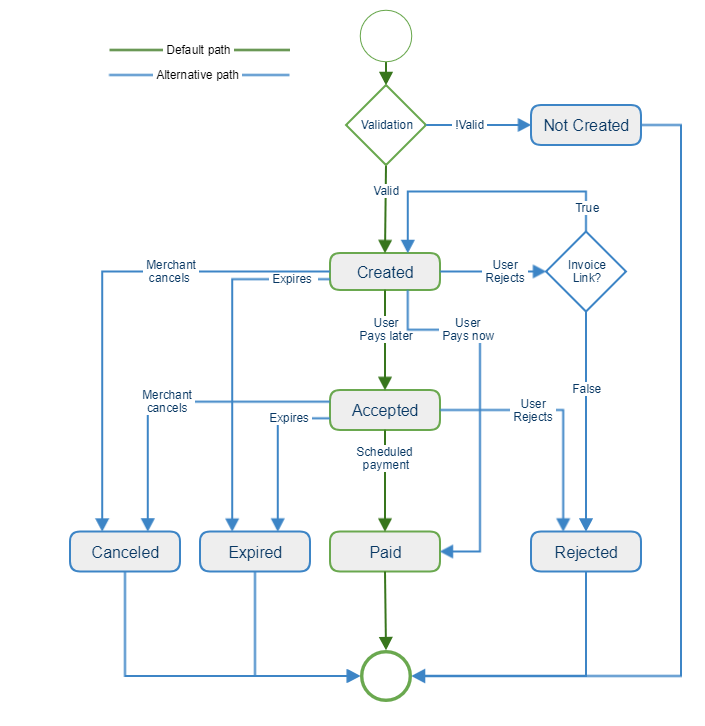 Default path
Alternative path
Validation
!Valid
Not Created
Valid
True
Merchant
cancels
Expires
Created
User
Rejects
Invoice
Link?
User
Pays later
User
Pays now
False
Merchant
cancels
Expires
Accepted
User
Rejects
Scheduled
payment
Canceled
Expired
Paid
Rejected